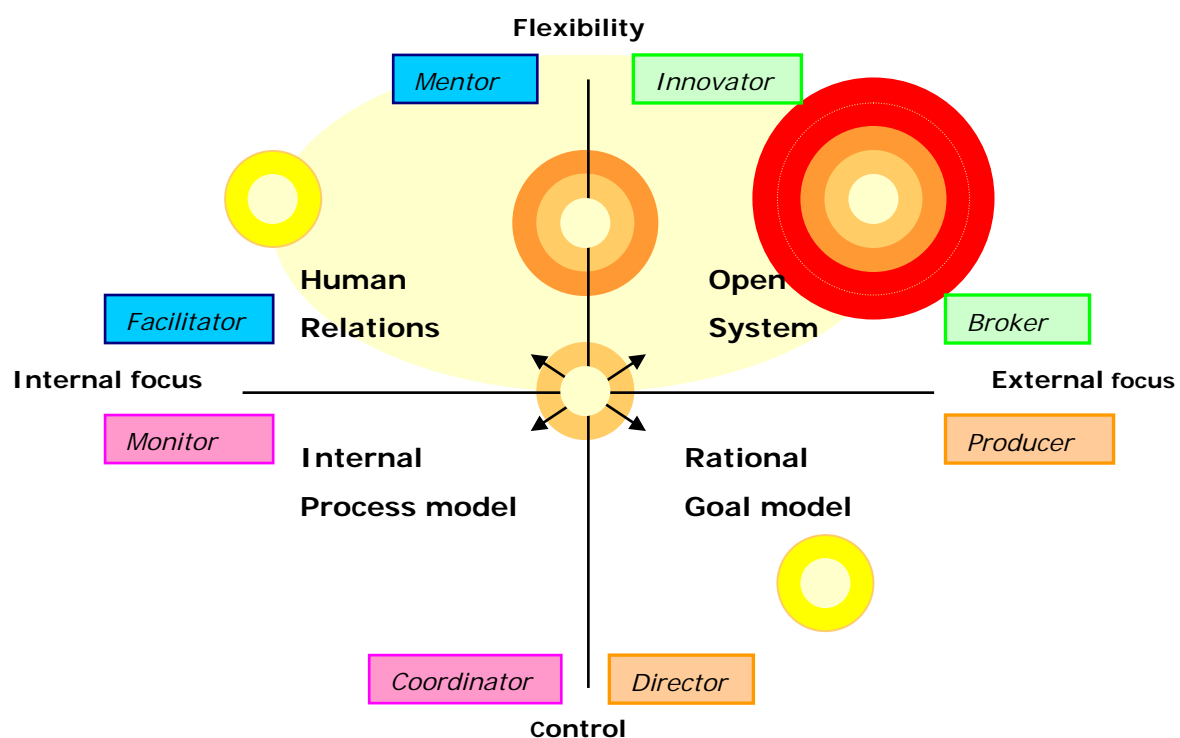 Flexibility
Mentor
Innovator
Human
Relations
Open
System
Facilitator
Broker
Internal focus
External focus
Monitor
Producer
Internal
Process model
Rational
Goal model
Coordinator
Director
Control